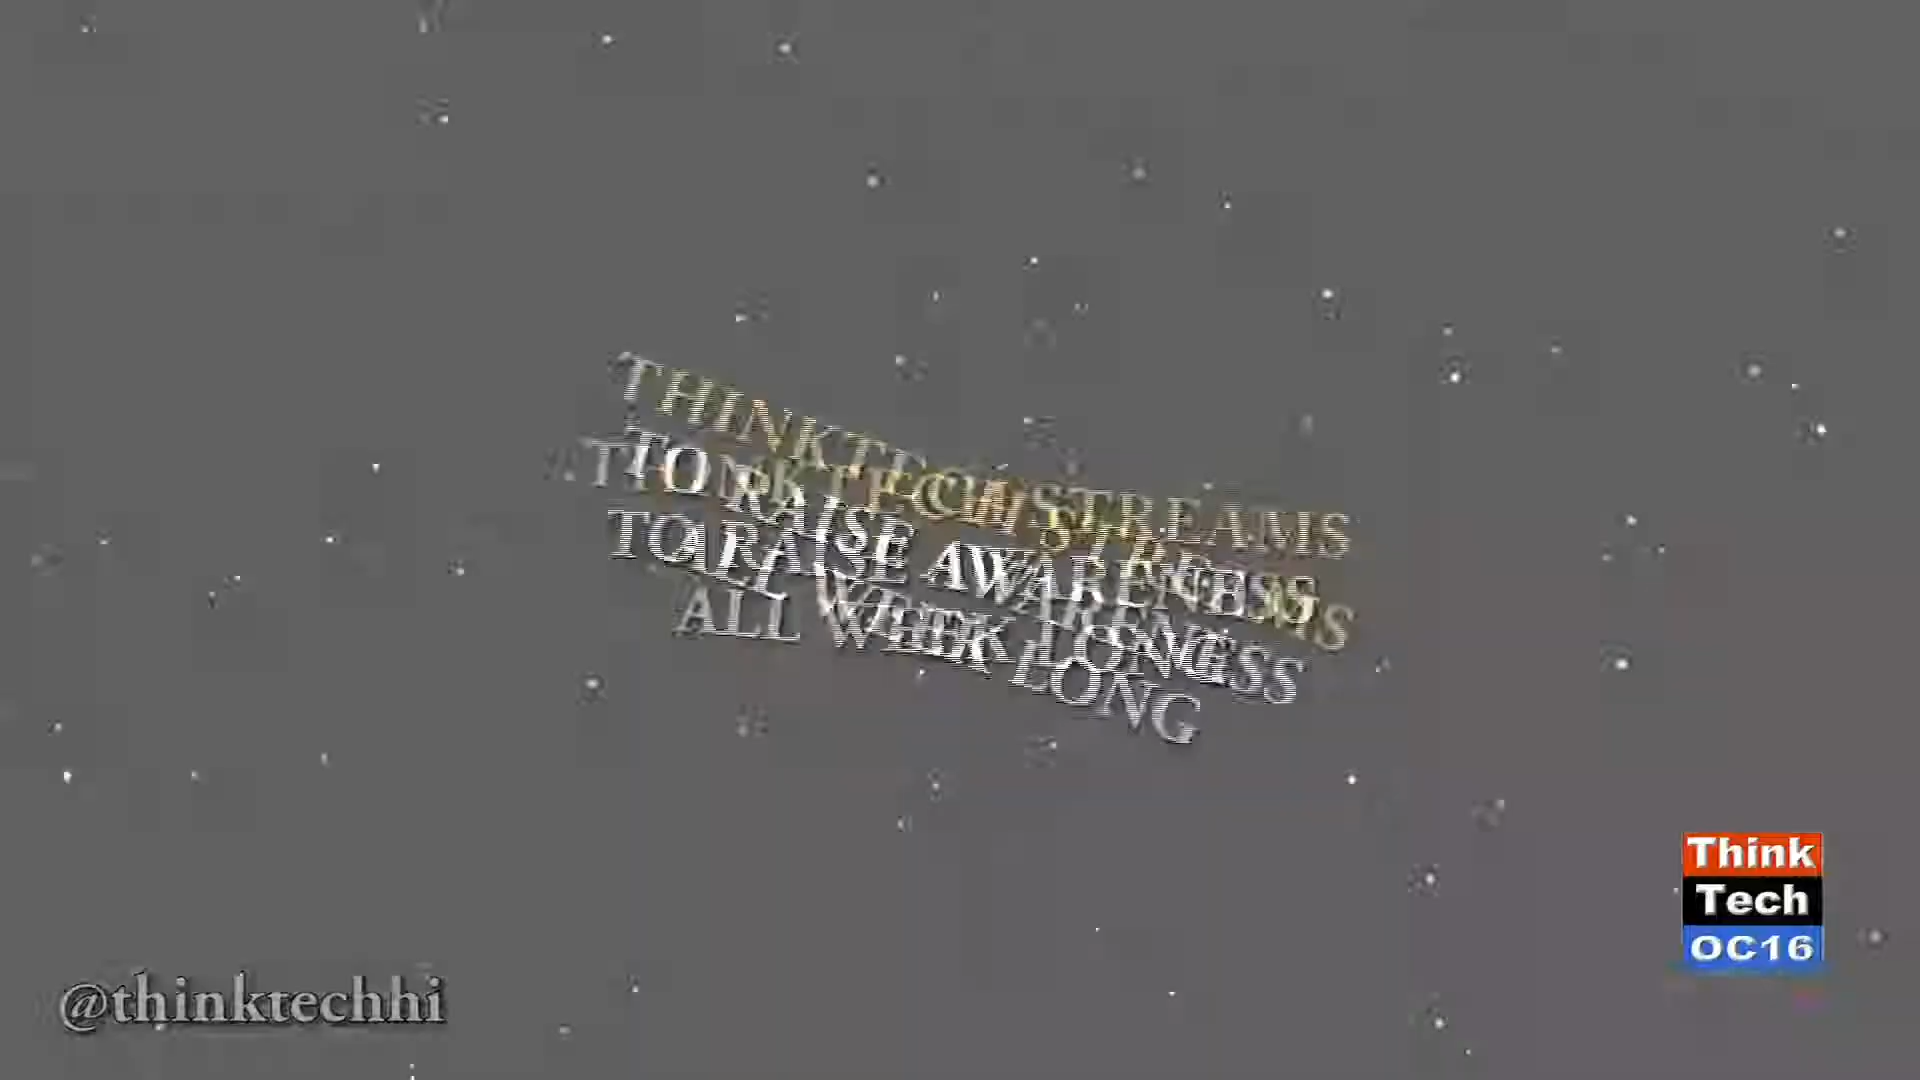 THINKTECH STREAMS
TO RAISE AWARENESS
ALL WEEK LONG
Think
Tech
OC16
@thinktechhi